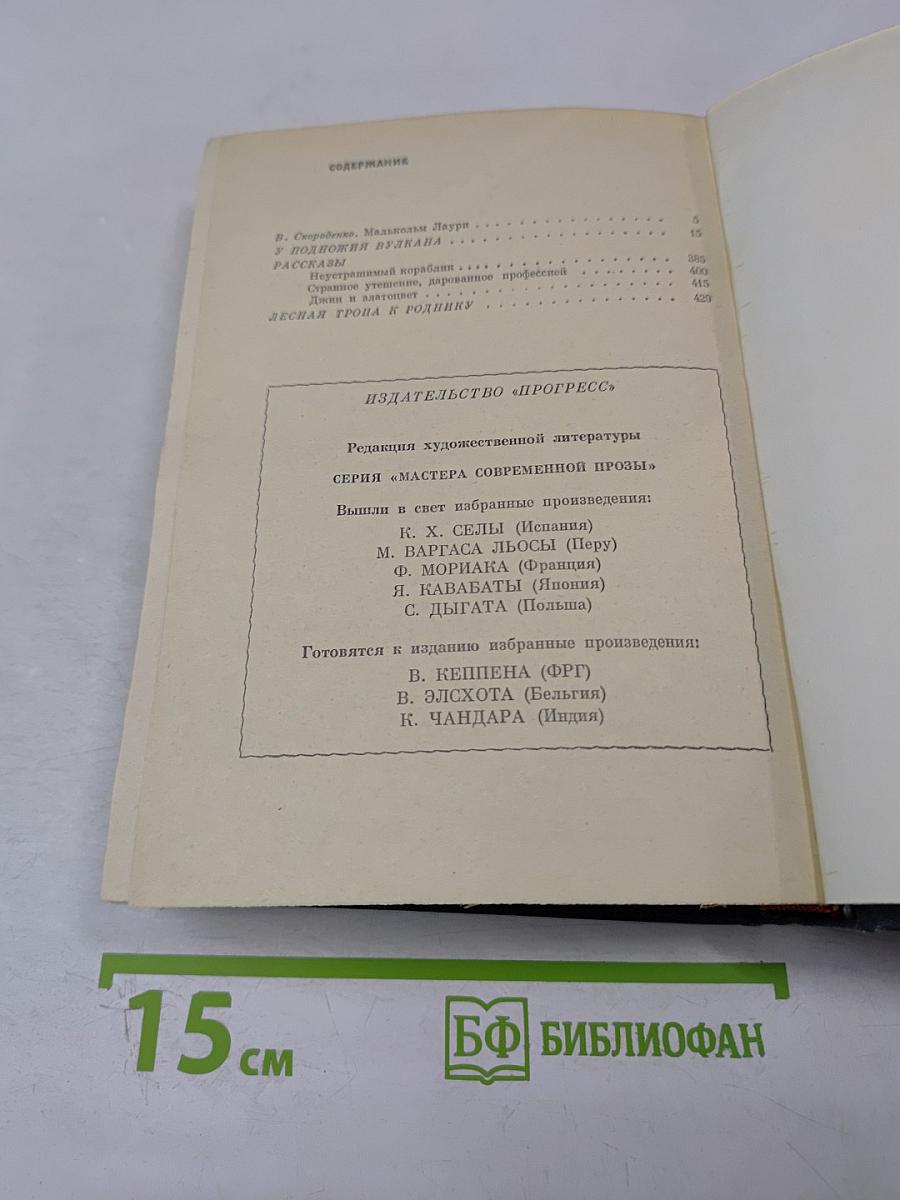 СОДЕРЖАНИЕ
В. Скороденко. Малькольм Лаури . . . . . . . . . . . . . . . . 5
У ПОДНОЖИЯ ВУЛКАНА . . . . . . . . . . . . . . . . . 15
РАССКАЗЫ
Неустрашимый кораблик . . . . . . . . . . . . . . . . 385
Странное утешение, дарованное профессией . . . . . . . 400
Джин и златоцвет . . . . . . . . . . . . . . . . . . . 415
ЛЕСНАЯ ТРОПА К РОДНИКУ . . . . . . . . . . . . . . 429
ИЗДАТЕЛЬСТВО «ПРОГРЕСС»
Редакция художественной литературы
СЕРИЯ «МАСТЕРА СОВРЕМЕННОЙ ПРОЗЫ»
Вышли в свет избранные произведения:
К. Х. СЕЛЫ (Испания)
М. ВАРГАСА ЛЬОСЫ (Перу)
Ф. МОРИАКА (Франция)
Я. КАВАБАТЫ (Япония)
С. ДЫГАТА (Польша)
Готовятся к изданию избранные произведения:
В. КЕППЕНА (ФРГ)
В. ЭЛСХОТА (Бельгия)
К. ЧАНДАРА (Индия)
15 см
БФ БИБЛИОФАН